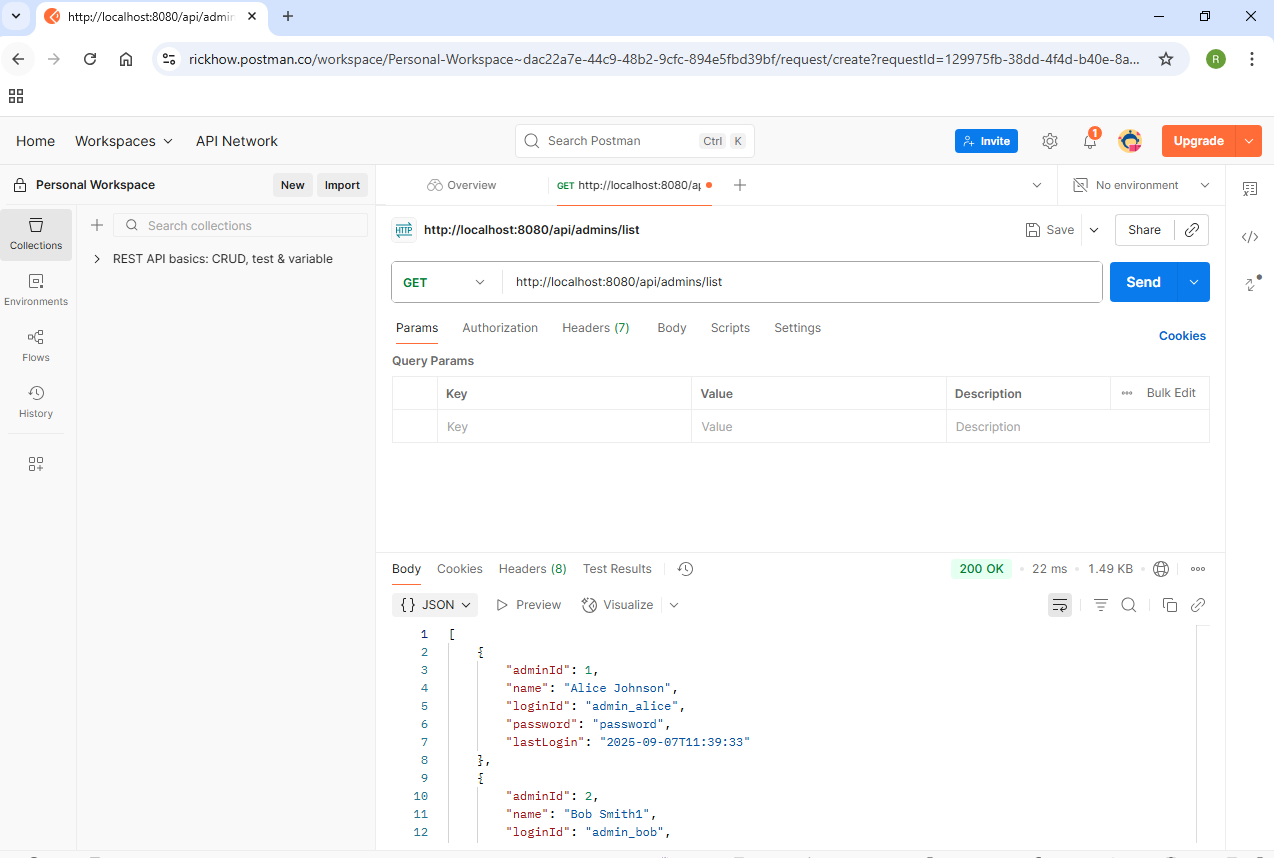 http://localhost:8080/api/admin
rickhow.postman.co/workspace/Personal-Workspace~dac22a7e-44c9-48b2-9cfc-894e5fbd39bf/request/create?requestId=129975fb-38dd-4f4d-b40e-8a...
R
Home Workspaces API Network Search Postman Ctrl K Invite 1 Upgrade
Personal Workspace New Import Overview GET http://localhost:8080/ap No environment
Collections Search collections
HTTP http://localhost:8080/api/admins/list Save Share
REST API basics: CRUD, test & variable
GET http://localhost:8080/api/admins/list Send
Environments
Params Authorization Headers (7) Body Scripts Settings Cookies
Flows
Query Params
History
Key Value Description Bulk Edit
Key Value Description
Body Cookies Headers (8) Test Results 200 OK 22 ms 1.49 KB
{} JSON Preview Visualize
1 [
2 {
3 "adminId": 1,
4 "name": "Alice Johnson",
5 "loginId": "admin_alice",
6 "password": "password",
7 "lastLogin": "2025-09-07T11:39:33"
8 },
9 {
10 "adminId": 2,
11 "name": "Bob Smith1",
12 "loginId": "admin_bob",